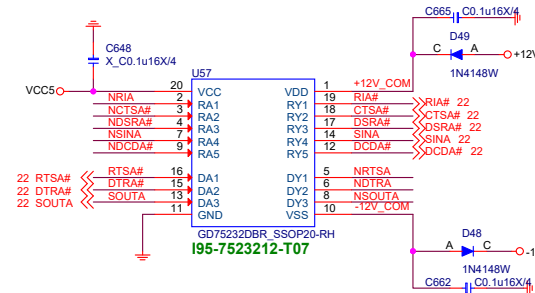 C665 C0.1u16X/4
D49
C A
+12V
1N4148W
C648
X_C0.1u16X/4
U57
VCC5
20 VCC VDD 1 +12V_COM
NRIA 2 RA1 RY1 19 RIA# RIA# 22
NCTSA# 3 RA2 RY2 18 CTSA# CTSA# 22
NDSRA# 4 RA3 RY3 17 DSRA# DSRA# 22
NSINA 7 RA4 RY4 14 SINA SINA 22
NDCDA# 9 RA5 RY5 12 DCDA# DCDA# 22
22 RTSA# RTSA# 16 DA1 DY1 5 NRTSA
22 DTRA# DTRA# 15 DA2 DY2 6 NDTRA
22 SOUTA SOUTA 13 DA3 DY3 8 NSOUTA
11 GND VSS 10 -12V_COM
GD75232DBR_SSOP20-RH
I95-7523212-T07
D48
A C
-1
1N4148W
C662 C0.1u16X/4